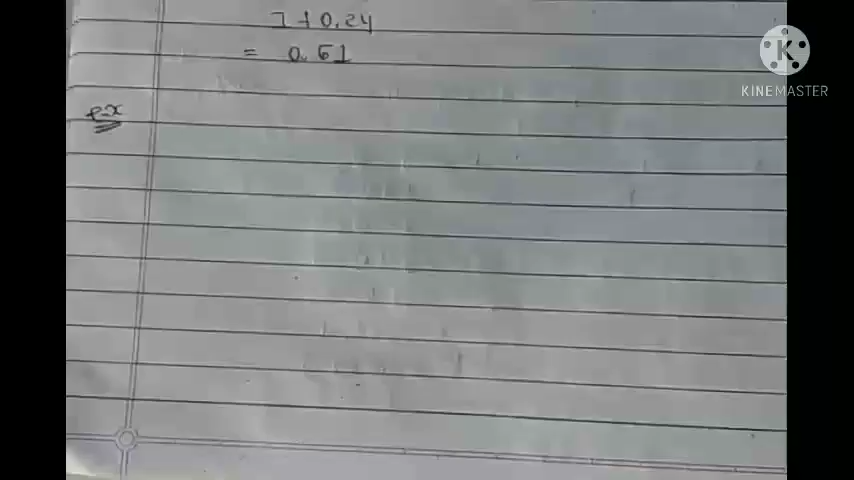 1 + 0.24
= 0.61
ex
K
KINEMASTER